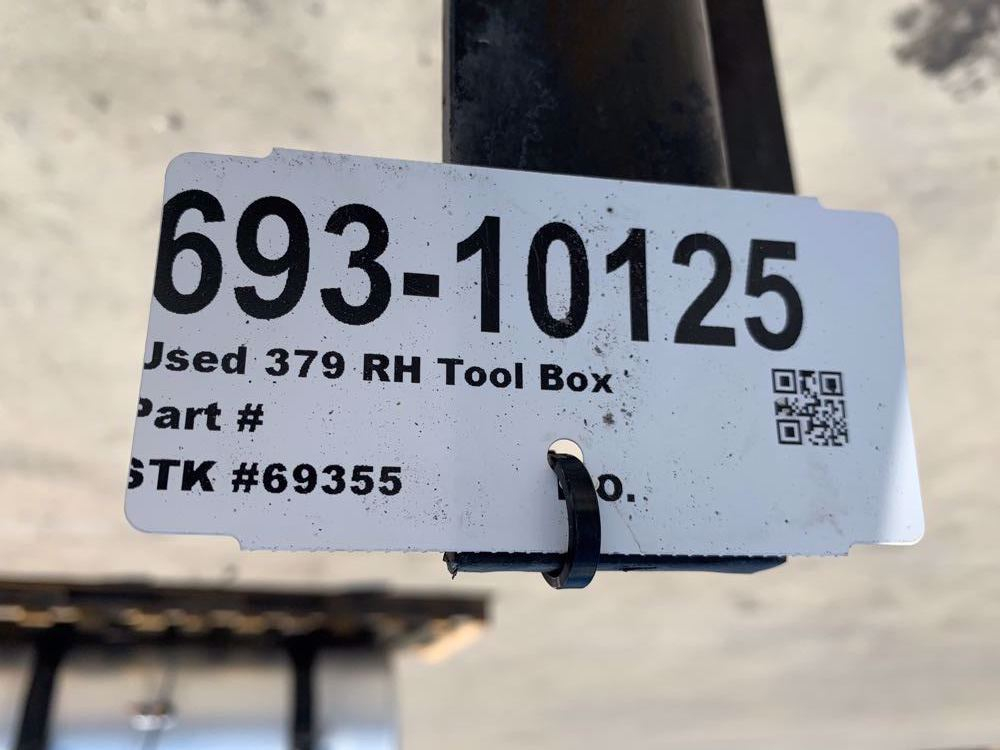 693-10125
Used 379 RH Tool Box
Part #
STK #69355